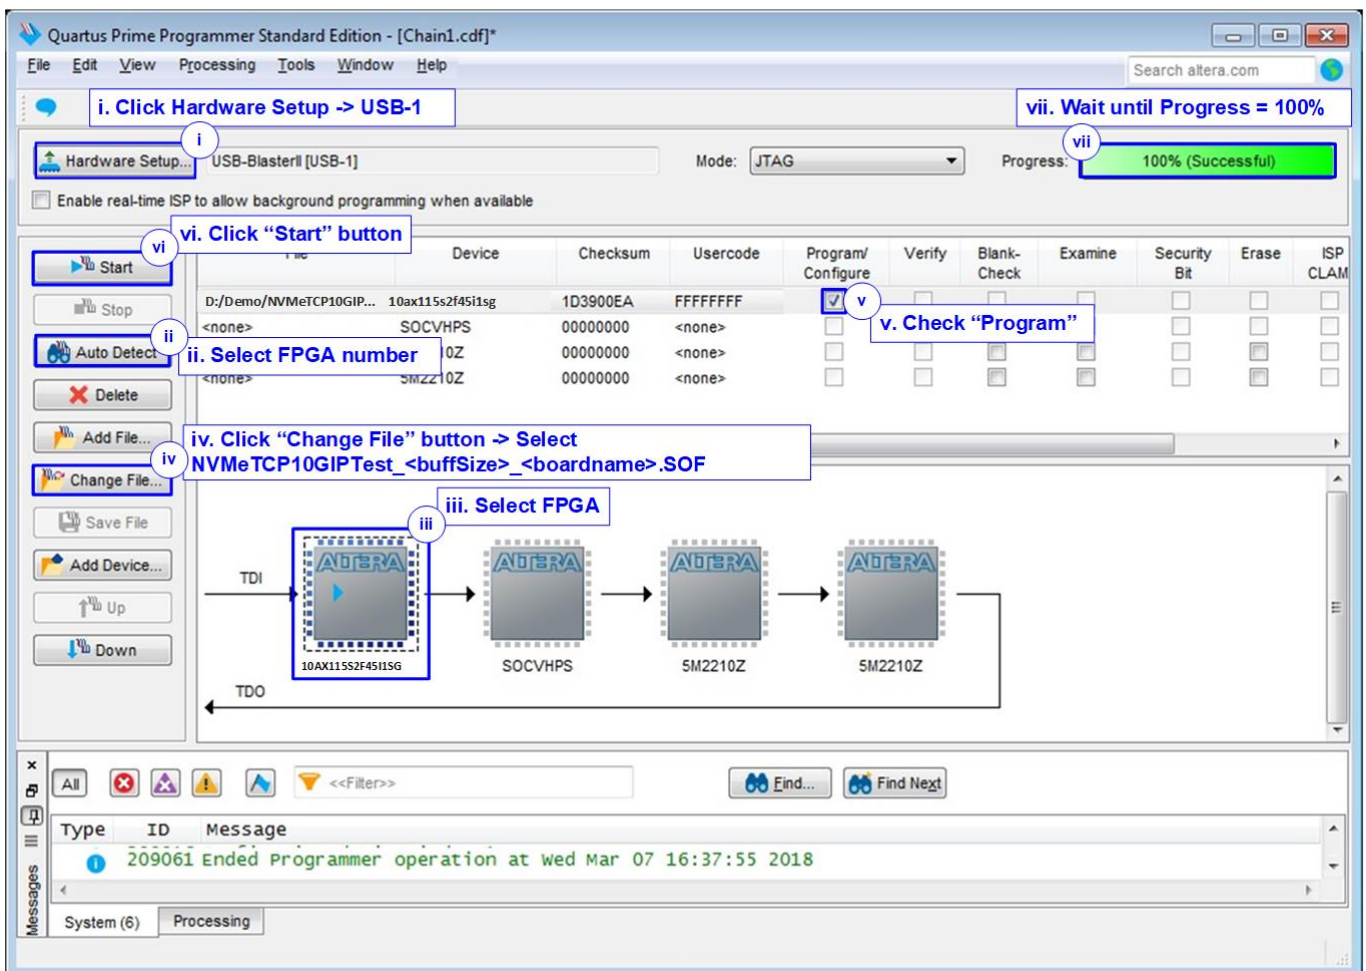 Quartus Prime Programmer Standard Edition - [Chain1.cdf]*
File Edit View Processing Tools Window Help
Search altera.com
i. Click Hardware Setup -> USB-1
vii. Wait until Progress = 100%
i
vii
Hardware Setup... USB-BlasterII [USB-1] Mode: JTAG Progress: 100% (Successful)
Enable real-time ISP to allow background programming when available
vi. Click “Start” button
vi
Start
Device Checksum Usercode Program/ Verify Blank- Examine Security Erase ISP
Configure Check Bit CLAM
D:/Demo/NVMeTCP10GIP... 10ax115s2f45i1sg 1D3900EA FFFFFFFF
v
Stop
<none> SOCVHPS 00000000 <none>
v. Check “Program”
ii
Auto Detect
ii. Select FPGA number
10Z 00000000 <none>
<none> 5M2210Z 00000000 <none>
Delete
Add File...
iv. Click “Change File” button -> Select
NVMeTCP10GIPTest_<buffSize>_<boardname>.SOF
iv
Change File...
iii. Select FPGA
iii
Save File
Add Device...
Up
Down
TDI
ALTERA ALTERA ALTERA ALTERA
10AX115S2F45I1SG SOCVHPS 5M2210Z 5M2210Z
TDO
All <<Filter>> Find... Find Next
Type ID Message
209061 Ended Programmer operation at Wed Mar 07 16:37:55 2018
Messages
System (6) Processing